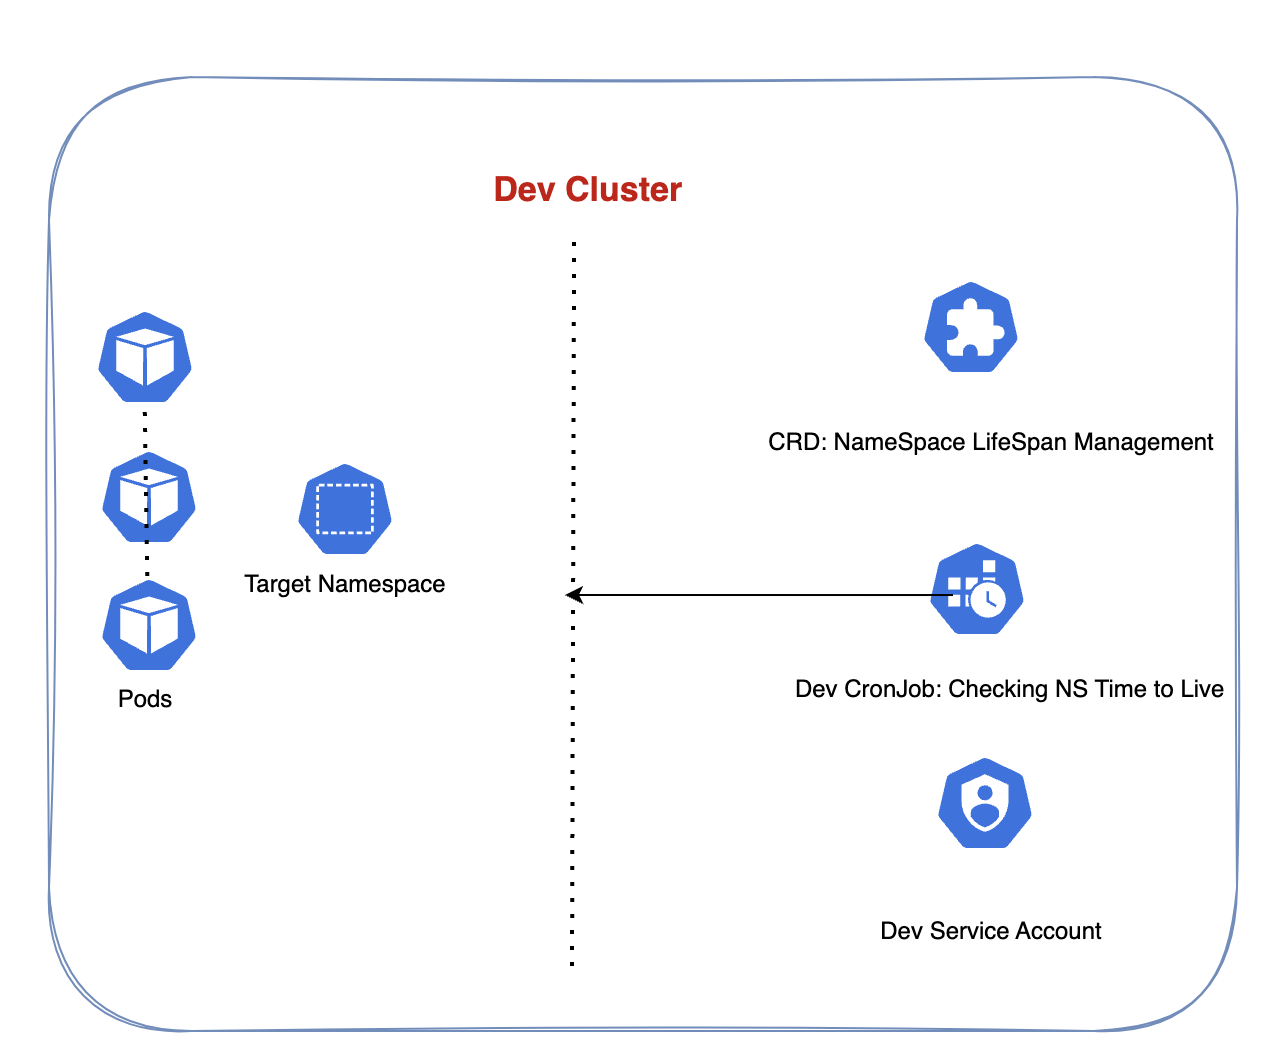 Dev Cluster
CRD: NameSpace LifeSpan Management
Target Namespace
Pods
Dev CronJob: Checking NS Time to Live
Dev Service Account